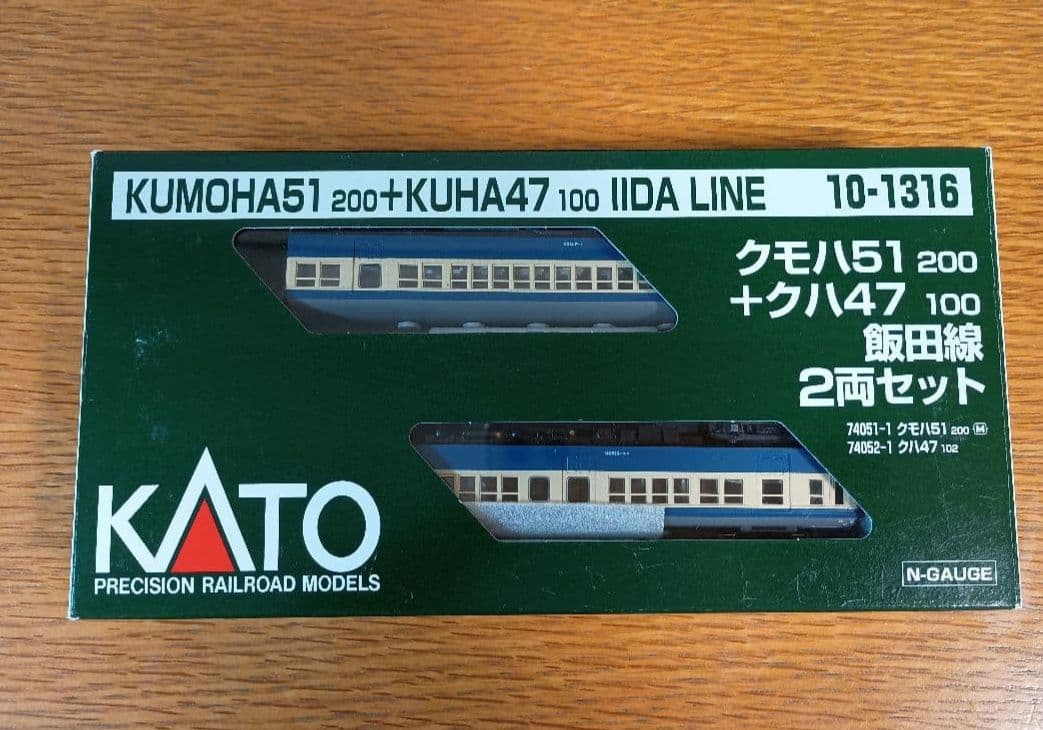 KUMOHA51 200+KUHA47 100 IIDA LINE 10-1316
クモハ51 200
+クハ47 100
飯田線
2両セット
74051-1 クモハ51 200 M
74052-1 クハ47 102
KATO
PRECISION RAILROAD MODELS
N-GAUGE